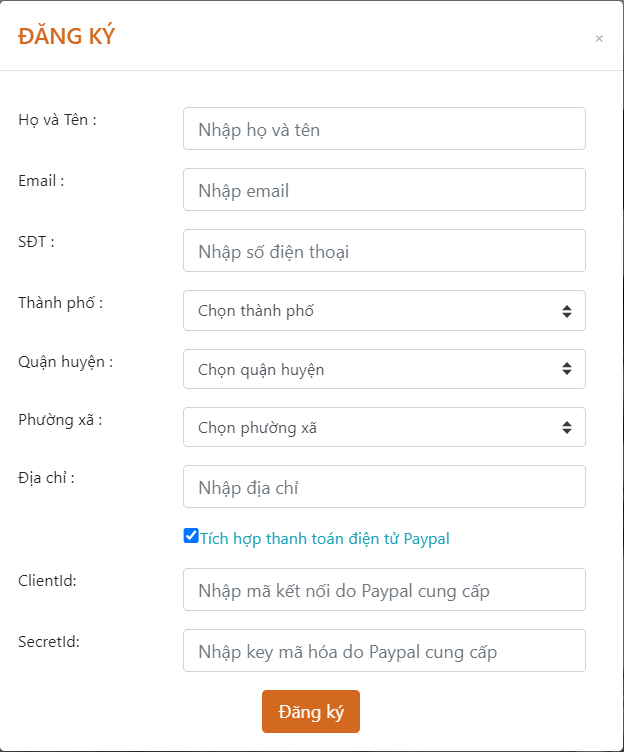 ĐĂNG KÝ
×
Họ và Tên : Nhập họ và tên
Email : Nhập email
SĐT : Nhập số điện thoại
Thành phố : Chọn thành phố
Quận huyện : Chọn quận huyện
Phường xã : Chọn phường xã
Địa chỉ : Nhập địa chỉ
Tích hợp thanh toán điện tử Paypal
ClientId: Nhập mã kết nối do Paypal cung cấp
SecretId: Nhập key mã hóa do Paypal cung cấp
Đăng ký